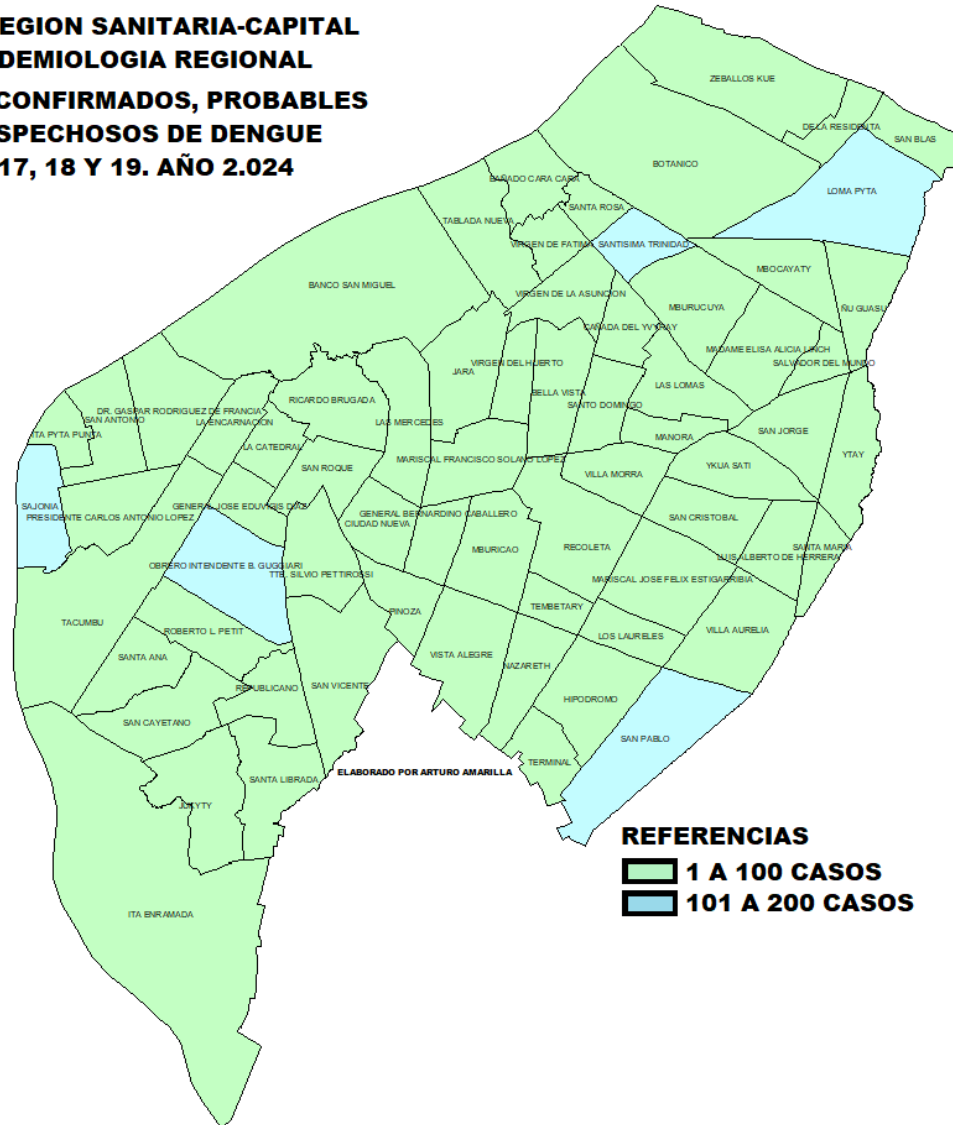 EGION SANITARIA-CAPITAL
DEMIOLOGIA REGIONAL
CONFIRMADOS, PROBABLES
SPECHOSOS DE DENGUE
17, 18 Y 19. AÑO 2.024
ZEBALLOS KUE
DE LA RESIDENTA
SAN BLAS
BOTANICO
LOMA PYTA
BAÑADO CARA CARA
SANTA ROSA
TABLADA NUEVA
VIRGEN DE FATIMA
SANTISIMA TRINIDAD
MBOCAYATY
BANCO SAN MIGUEL
VIRGEN DE LA ASUNCION
MBURUCUYA
ÑU GUASU
CAÑADA DEL YVYRAY
MADAME ELISA ALICIA LINCH
SALVADOR DEL MUNDO
JARA
VIRGEN DEL HUERTO
BELLA VISTA
LAS LOMAS
SANTO DOMINGO
RICARDO BRUGADA
DR. GASPAR RODRIGUEZ DE FRANCIA
SAN ANTONIO
LA ENCARNACION
LAS MERCEDES
ITA PYTA PUNTA
LA CATEDRAL
MANORA
SAN JORGE
YTAY
SAN ROQUE
MARISCAL FRANCISCO SOLANO LOPEZ
VILLA MORRA
YKUA SATI
SAJONIA
PRESIDENTE CARLOS ANTONIO LOPEZ
GENERAL JOSE EDUVIGIS DIAZ
GENERAL BERNARDINO CABALLERO
CIUDAD NUEVA
SAN CRISTOBAL
MBURICAO
RECOLETA
SANTA MARIA
LUIS ALBERTO DE HERRERA
OBRERO INTENDENTE B. GUGGIARI
TTE. SILVIO PETTIROSSI
MARISCAL JOSE FELIX ESTIGARRIBIA
TACUMBU
ROBERTO L. PETIT
PINOZA
TEMBETARY
LOS LAURELES
VILLA AURELIA
SANTA ANA
VISTA ALEGRE
NAZARETH
REPUBLICANO
SAN VICENTE
HIPODROMO
SAN CAYETANO
SAN PABLO
TERMINAL
SANTA LIBRADA
ELABORADO POR ARTURO AMARILLA
JUKYTY
ITA ENRAMADA
REFERENCIAS
1 A 100 CASOS
101 A 200 CASOS